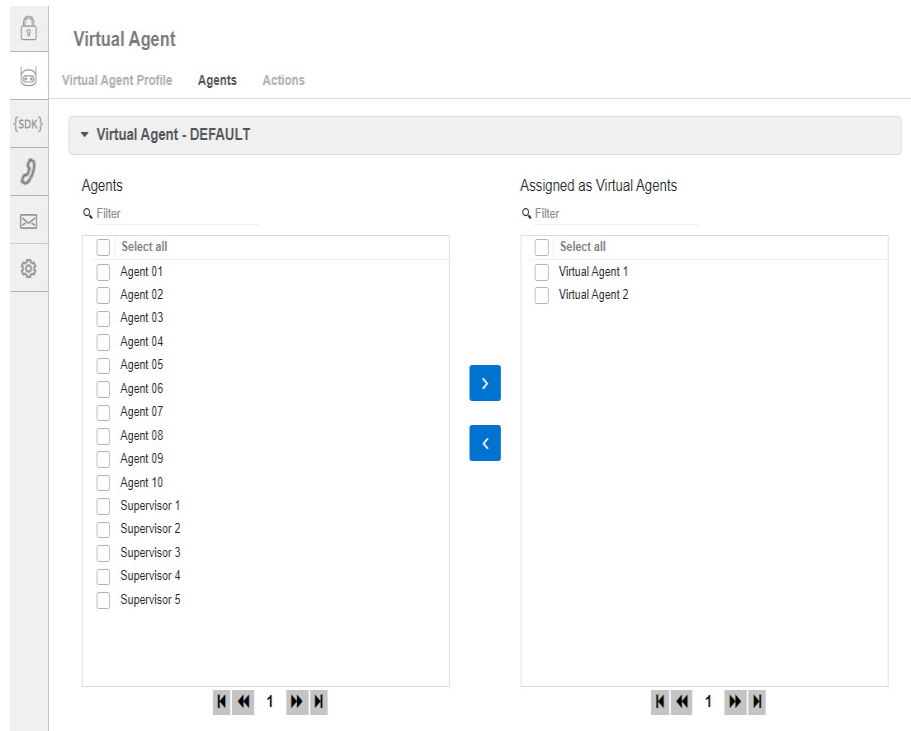 Virtual Agent
Virtual Agent Profile Agents Actions
{SDK}
Virtual Agent - DEFAULT
Agents
Filter
Select all
Agent 01
Agent 02
Agent 03
Agent 04
Agent 05
Agent 06
Agent 07
Agent 08
Agent 09
Agent 10
Supervisor 1
Supervisor 2
Supervisor 3
Supervisor 4
Supervisor 5
1
Assigned as Virtual Agents
Filter
Select all
Virtual Agent 1
Virtual Agent 2
1